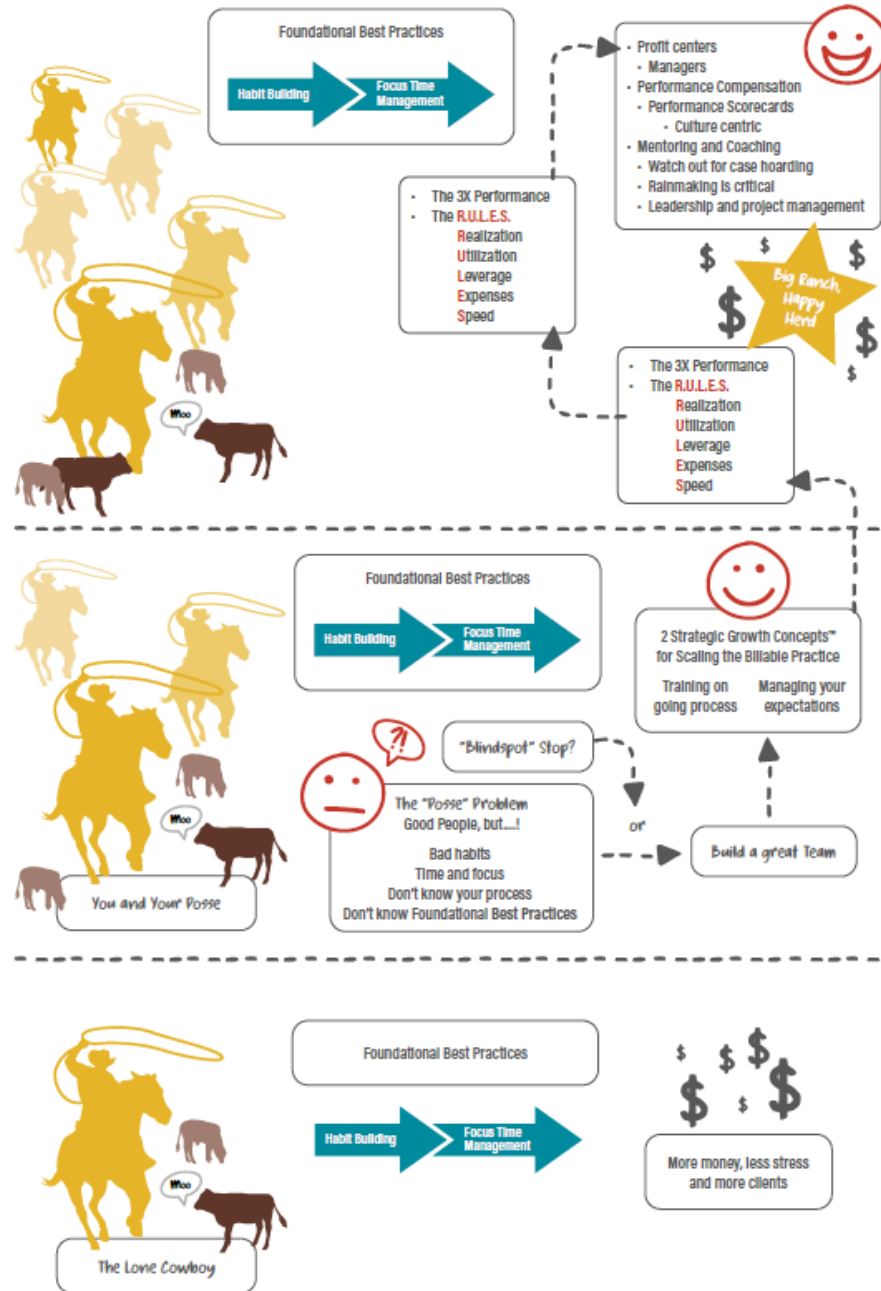 Foundational Best Practices
Habit Building
Focus Time
Management
• Profit centers
• Managers
• Performance Compensation
• Performance Scorecards
• Culture centric
• Mentoring and Coaching
• Watch out for case hoarding
• Rainmaking is critical
• Leadership and project management
• The 3X Performance
• The R.U.L.E.S.
Realization
Utilization
Leverage
Expenses
Speed
$
$
$
$
$
$
Big Ranch,
Happy
Herd
• The 3X Performance
• The R.U.L.E.S.
Realization
Utilization
Leverage
Expenses
Speed
Moo
Foundational Best Practices
Habit Building
Focus Time
Management
2 Strategic Growth Concepts™
for Scaling the Billable Practice
Training on
going process
Managing your
expectations
?!
"Blindspot" Stop?
The "Posse" Problem
Good People, but....!
Bad habits
Time and focus
Don't know your process
Don't know Foundational Best Practices
or
Build a great Team
Moo
You and Your Posse
Foundational Best Practices
Habit Building
Focus Time
Management
$
$
$
$
$
$
More money, less stress
and more clients
Moo
The Lone Cowboy